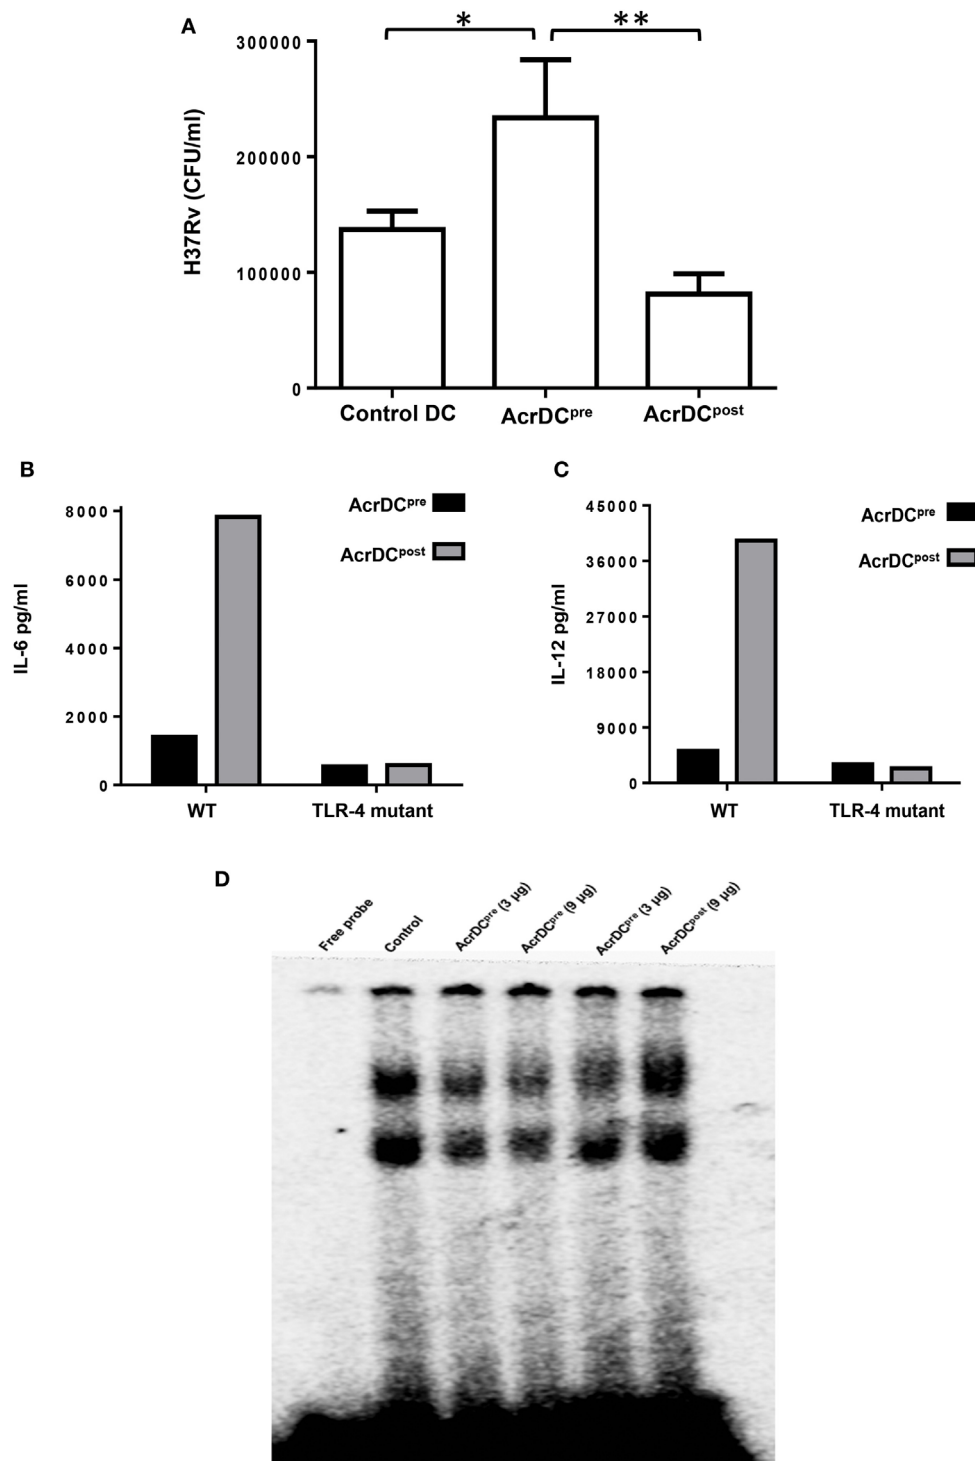 A
* **
300000
200000
100000
0
H37Rv (CFU/ml)
Control DC AcrDCpre AcrDCpost
B
AcrDCpre
AcrDCpost
8000
6000
4000
2000
0
IL-6 pg/ml
WT TLR-4 mutant
C
AcrDCpre
AcrDCpost
45000
36000
27000
18000
9000
0
IL-12 pg/ml
WT TLR-4 mutant
D
Free probe
Control
AcrDCpre (3 µg)
AcrDCpre (9 µg)
AcrDCpre (3 µg)
AcrDCpost (9 µg)